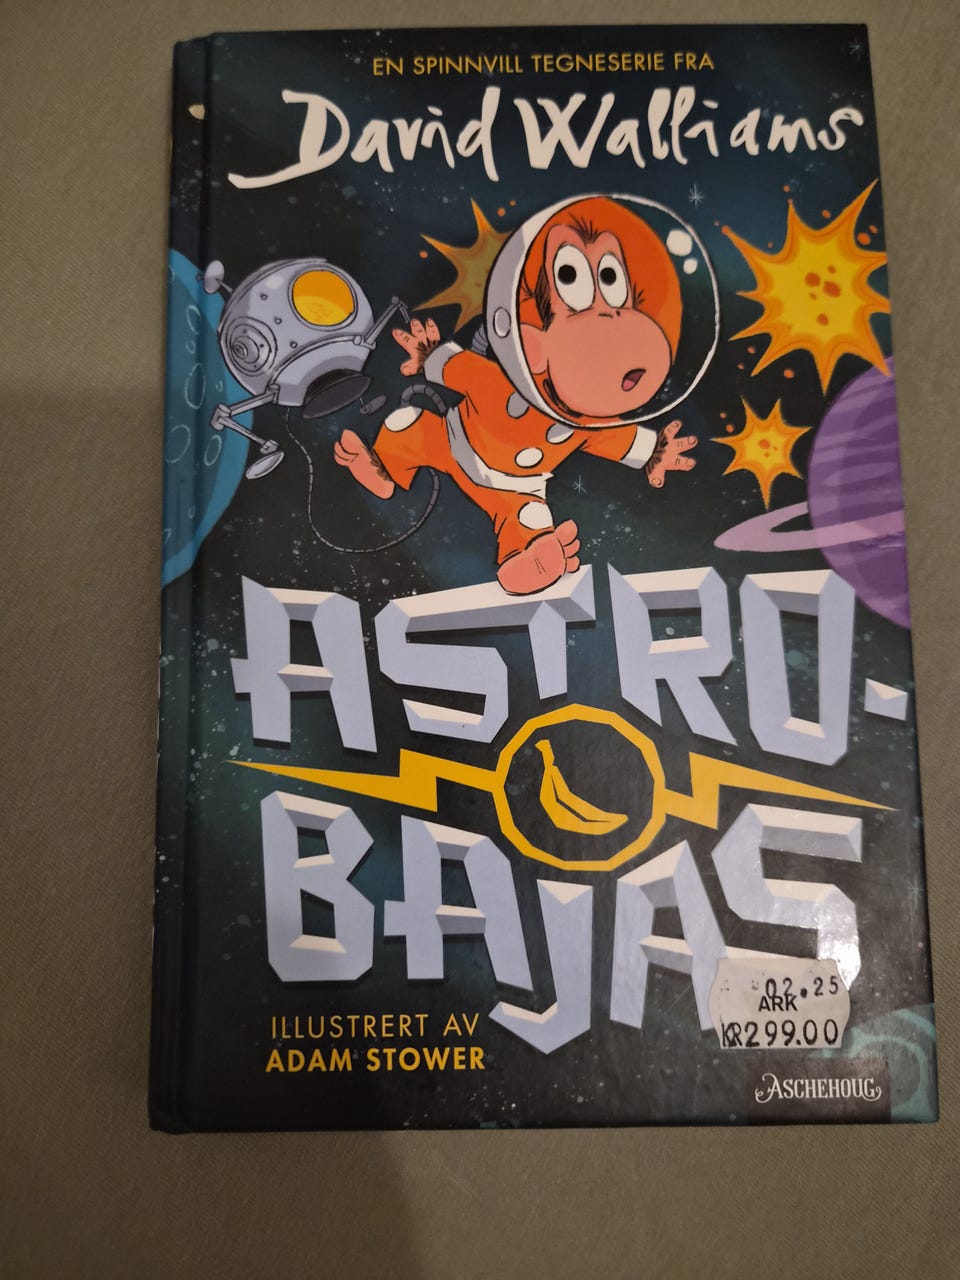 EN SPINNVILL TEGNESERIE FRA
David Walliams
ASTRO-
BAJAS
ILLUSTRERT AV
ADAM STOWER
02.25
ARK
KR299.00
ASCHEHOUG